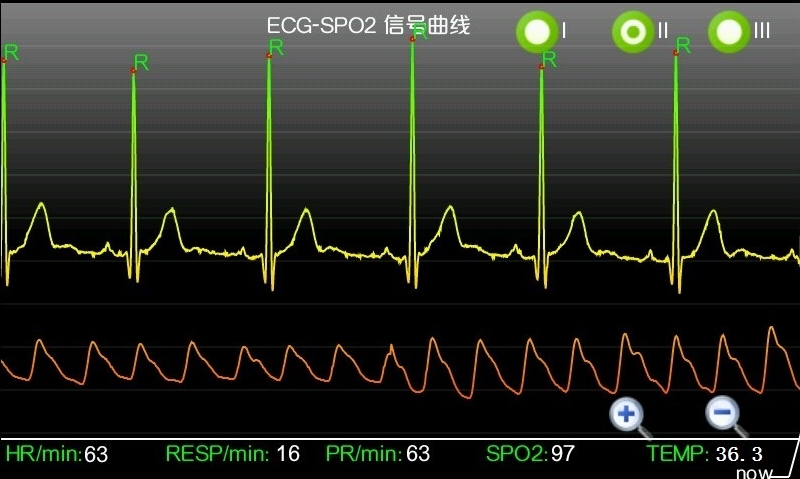 ECG-SPO2 信号曲线
I
II
III
R
R
R
R
R
R
HR/min:63 RESP/min: 16 PR/min:63 SPO2:97 TEMP: 36.3
now